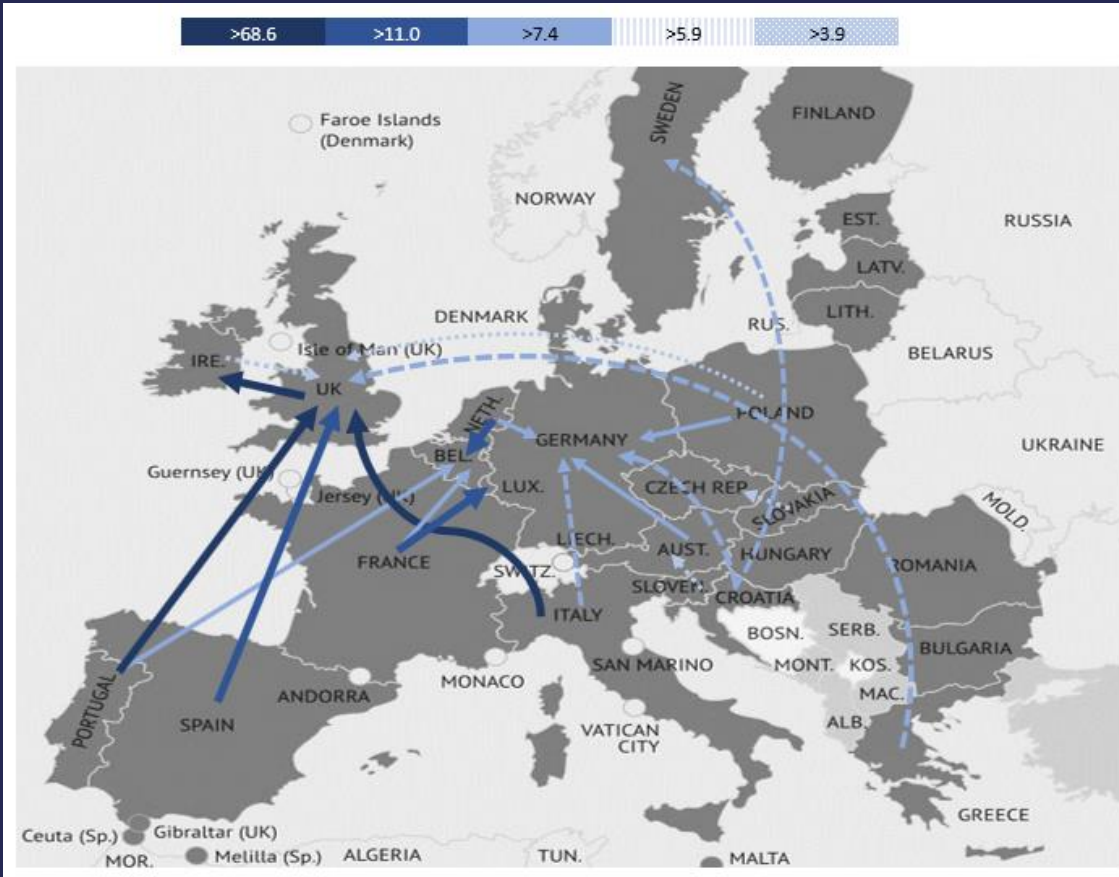 >68.6
>11.0
>7.4
>5.9
>3.9
Faroe Islands
(Denmark)
SWEDEN
FINLAND
NORWAY
RUSSIA
EST.
LATV.
LITH.
DENMARK
RUS.
BELARUS
Isle of Man (UK)
IRE.
UK
NETH.
POLAND
GERMANY
UKRAINE
BEL.
Guernsey (UK)
LUX.
CZECH REP.
SLOVAKIA
Jersey (UK)
MOLD.
LIECH.
AUST.
HUNGARY
FRANCE
SWITZ.
ROMANIA
SLOVEN.
CROATIA
ITALY
BOSN.
SERB.
BULGARIA
SAN MARINO
MONT.
KOS.
MONACO
ANDORRA
MAC.
PORTUGAL
SPAIN
VATICAN
CITY
ALB.
GREECE
Ceuta (Sp.)
Gibraltar (UK)
MOR.
Melilla (Sp.)
ALGERIA
TUN.
MALTA